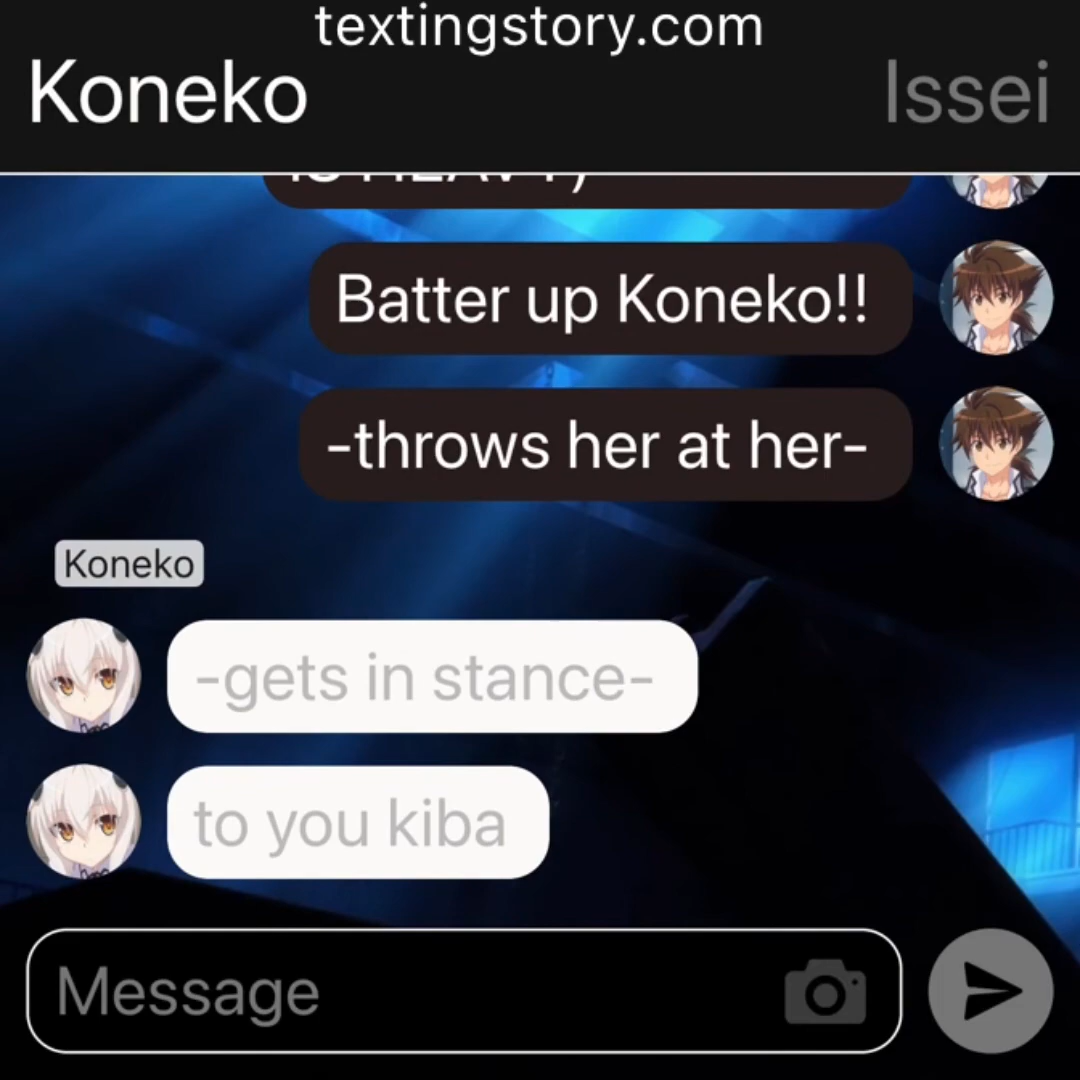 textingstory.com
Koneko
Issei
Batter up Koneko!!
-throws her at her-
Koneko
-gets in stance-
to you kiba
Message